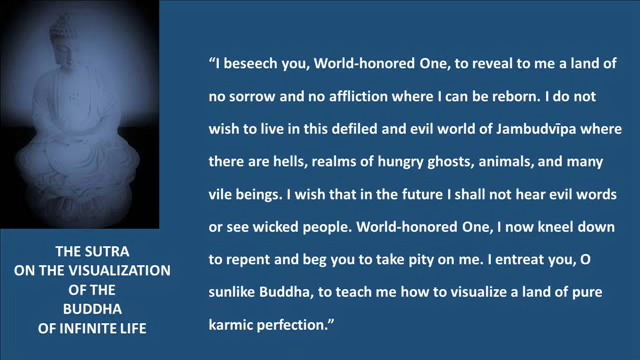 “I beseech you, World-honored One, to reveal to me a land of
no sorrow and no affliction where I can be reborn. I do not
wish to live in this defiled and evil world of Jambudvīpa where
there are hells, realms of hungry ghosts, animals, and many
vile beings. I wish that in the future I shall not hear evil words
or see wicked people. World-honored One, I now kneel down
to repent and beg you to take pity on me. I entreat you, O
sunlike Buddha, to teach me how to visualize a land of pure
karmic perfection.”
THE SUTRA
ON THE VISUALIZATION
OF THE
BUDDHA
OF INFINITE LIFE